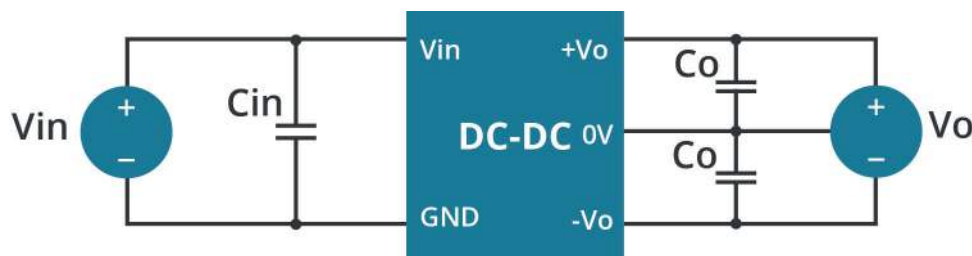 Vin
+
−
Cin
Vin
GND
DC-DC
+Vo
0V
-Vo
Co
Co
+
−
Vo